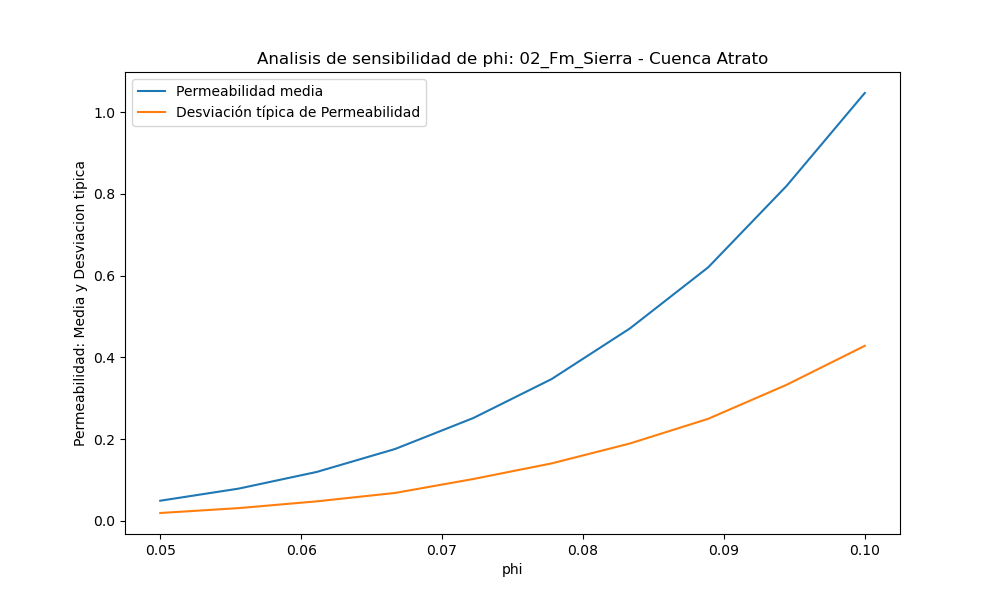 Analisis de sensibilidad de phi: 02_Fm_Sierra - Cuenca Atrato
Permeabilidad media
Desviación típica de Permeabilidad
Permeabilidad: Media y Desviacion tipica
1.0
0.8
0.6
0.4
0.2
0.0
0.05 0.06 0.07 0.08 0.09 0.10
phi